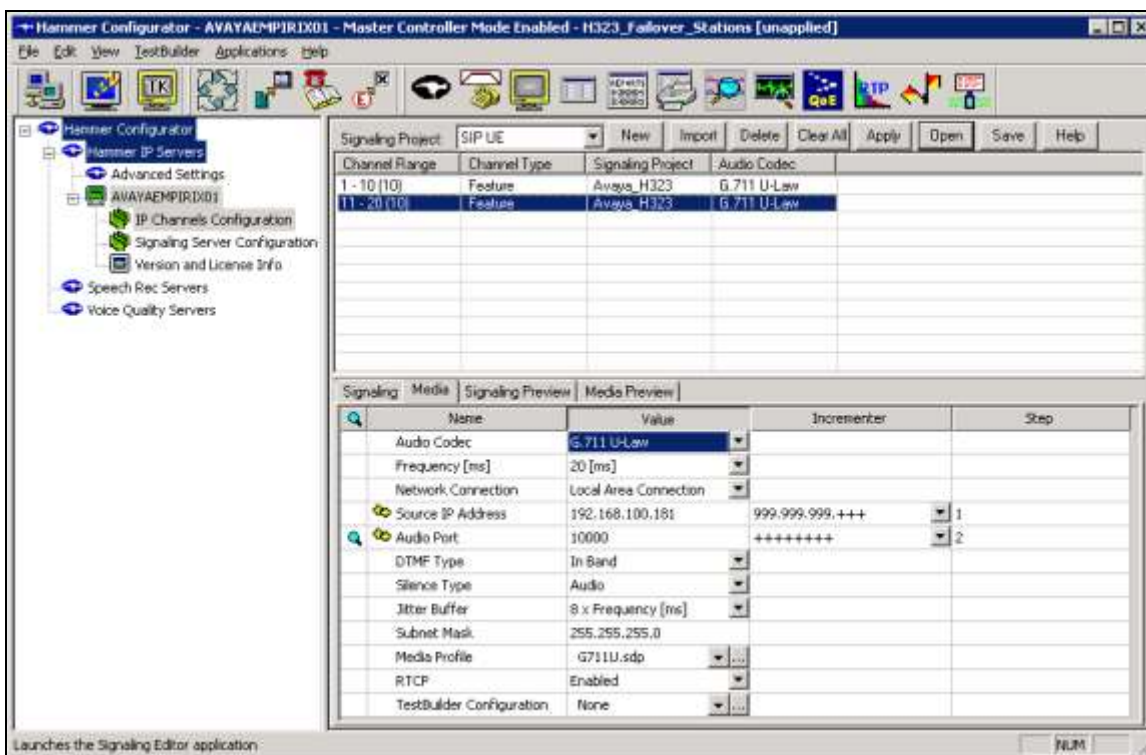 Hammer Configurator - AVAYAEMPIRIX01 - Master Controller Mode Enabled - H323_Failover_Stations [unapplied]
File Edit View TestBuilder Applications Help
TK QoE RTP
Hammer Configurator
Hammer IP Servers
Advanced Settings
AVAYAEMPIRIX01
IP Channels Configuration
Signaling Server Configuration
Version and License Info
Speech Rec Servers
Voice Quality Servers
Signaling Project SIP UE New Import Delete Clear All Apply Open Save Help
Channel Range Channel Type Signaling Project Audio Codec
1 - 10 (10) Feature Avaya_H323 G.711 U-Law
11 - 20 (10) Feature Avaya_H323 G.711 U-Law
Signaling Media Signaling Preview Media Preview
Name Value Incrementer Step
Audio Codec G.711 U-Law
Frequency [ms] 20 [ms]
Network Connection Local Area Connection
Source IP Address 192.168.100.181 999.999.999.+++ 1
Audio Port 10000 ++++++++ 2
DTMF Type In Band
Silence Type Audio
Jitter Buffer 8 x Frequency [ms]
Subnet Mask 255.255.255.0
Media Profile G711U.sdp ...
RTCP Enabled
TestBuilder Configuration None ...
Launches the Signaling Editor application NUM